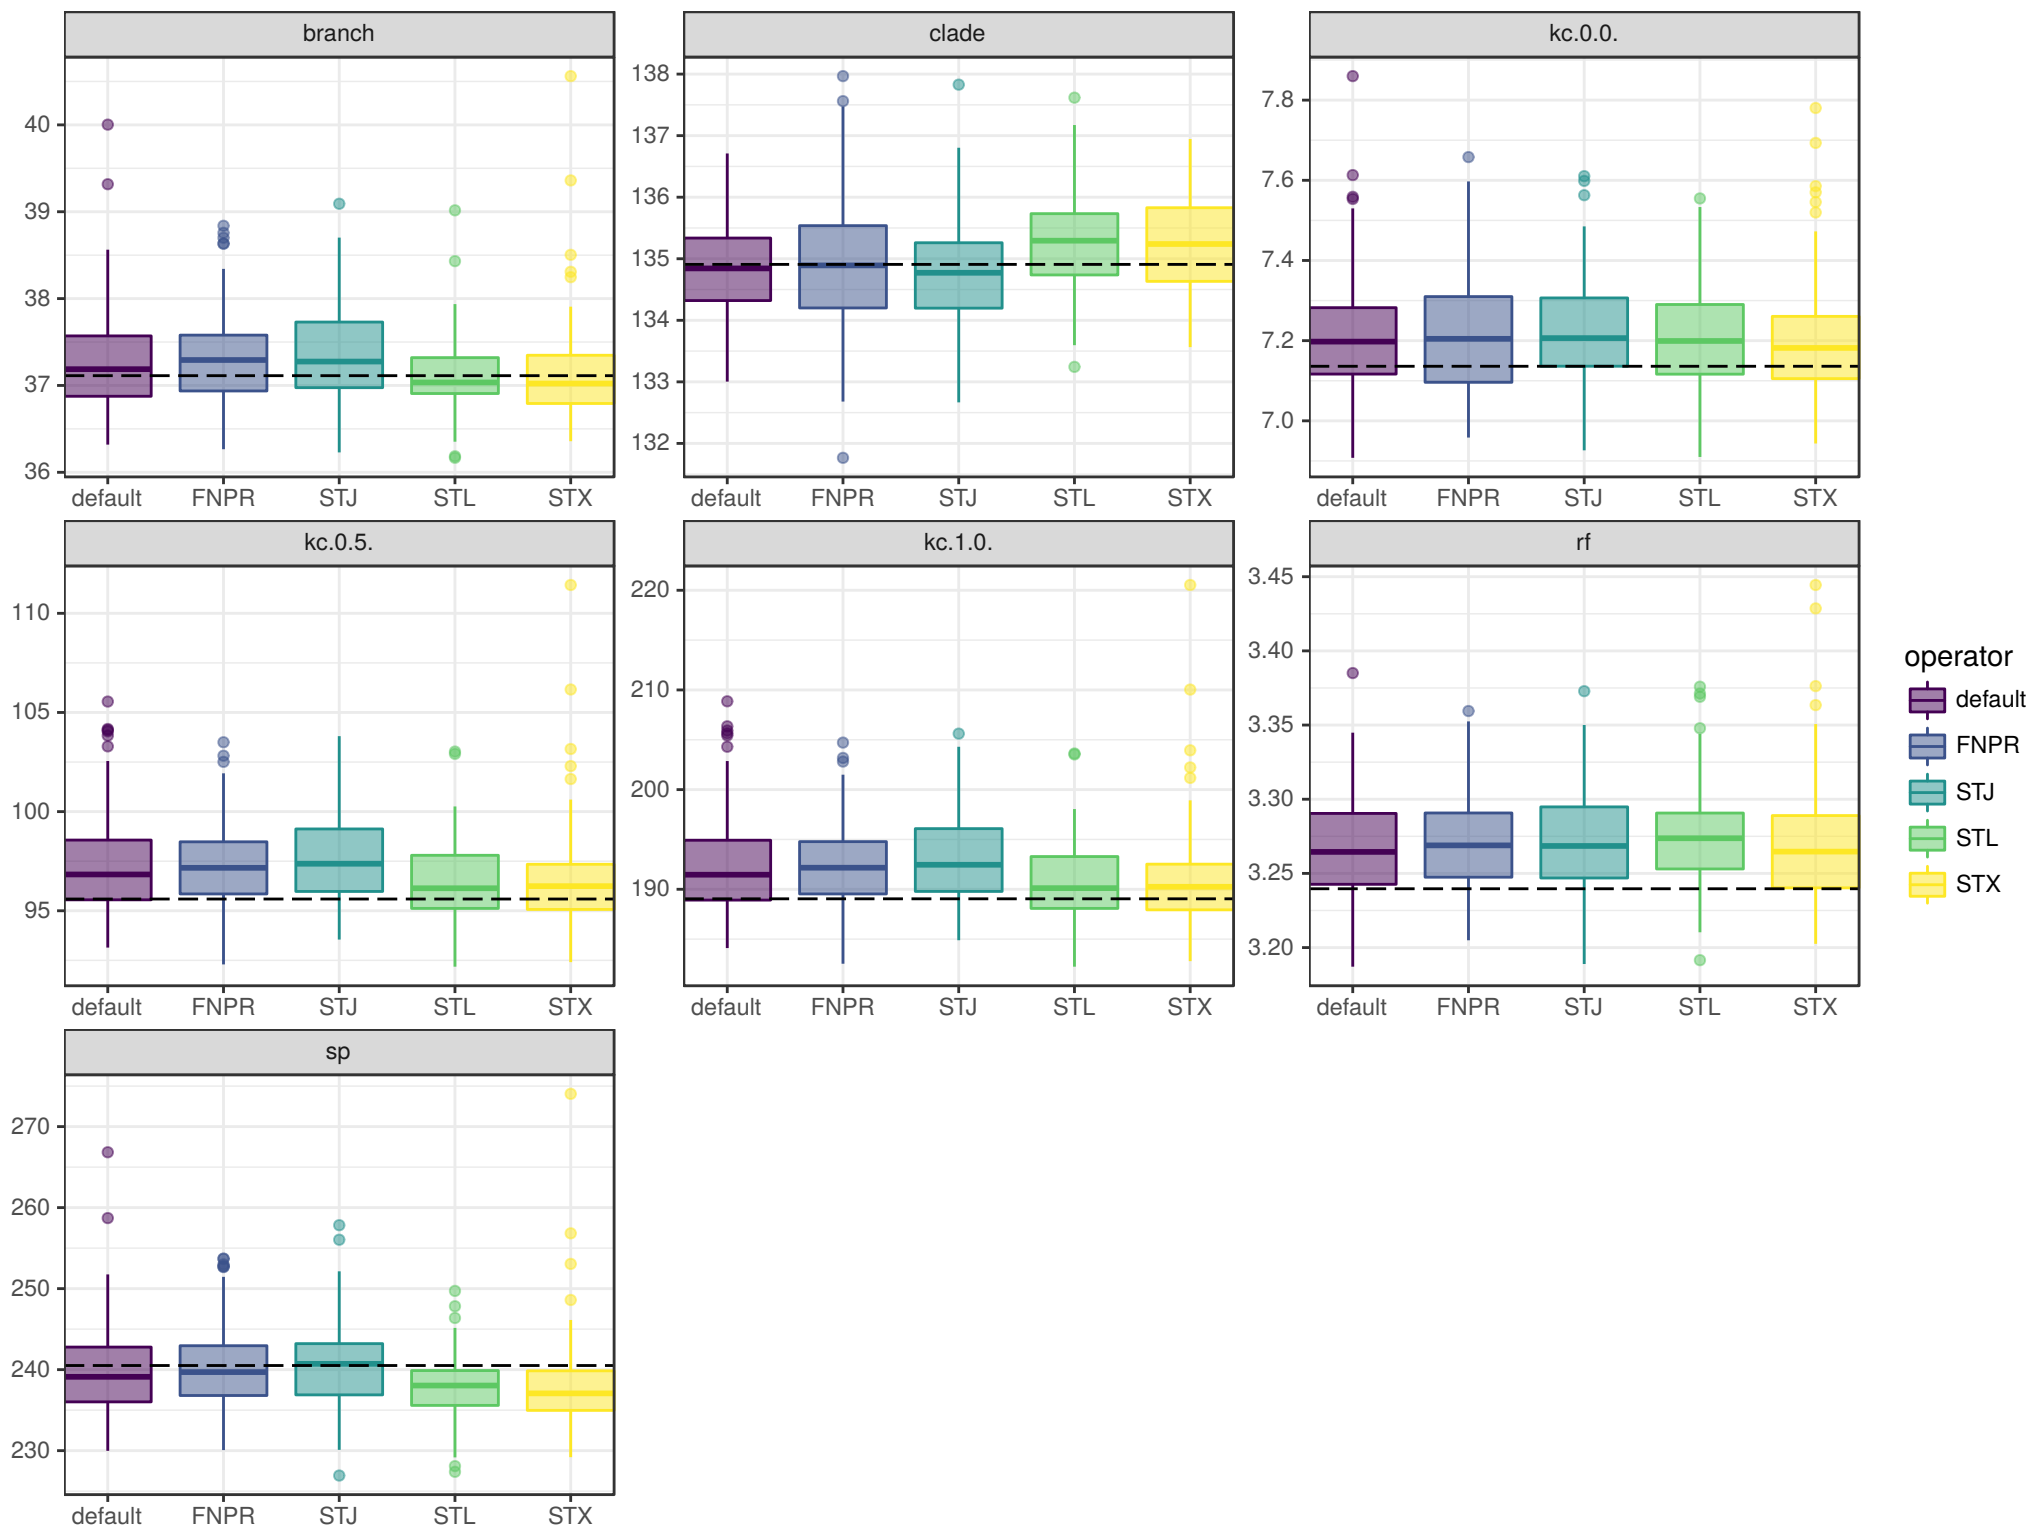 branch
clade
kc.0.0.
40
39
38
37
36
138
137
136
135
134
133
132
7.8
7.6
7.4
7.2
7.0
default FNPR STJ STL STX
default FNPR STJ STL STX
default FNPR STJ STL STX
kc.0.5.
kc.1.0.
rf
110
105
100
95
220
210
200
190
3.45
3.40
3.35
3.30
3.25
3.20
default FNPR STJ STL STX
default FNPR STJ STL STX
default FNPR STJ STL STX
operator
default
FNPR
STJ
STL
STX
sp
270
260
250
240
230
default FNPR STJ STL STX